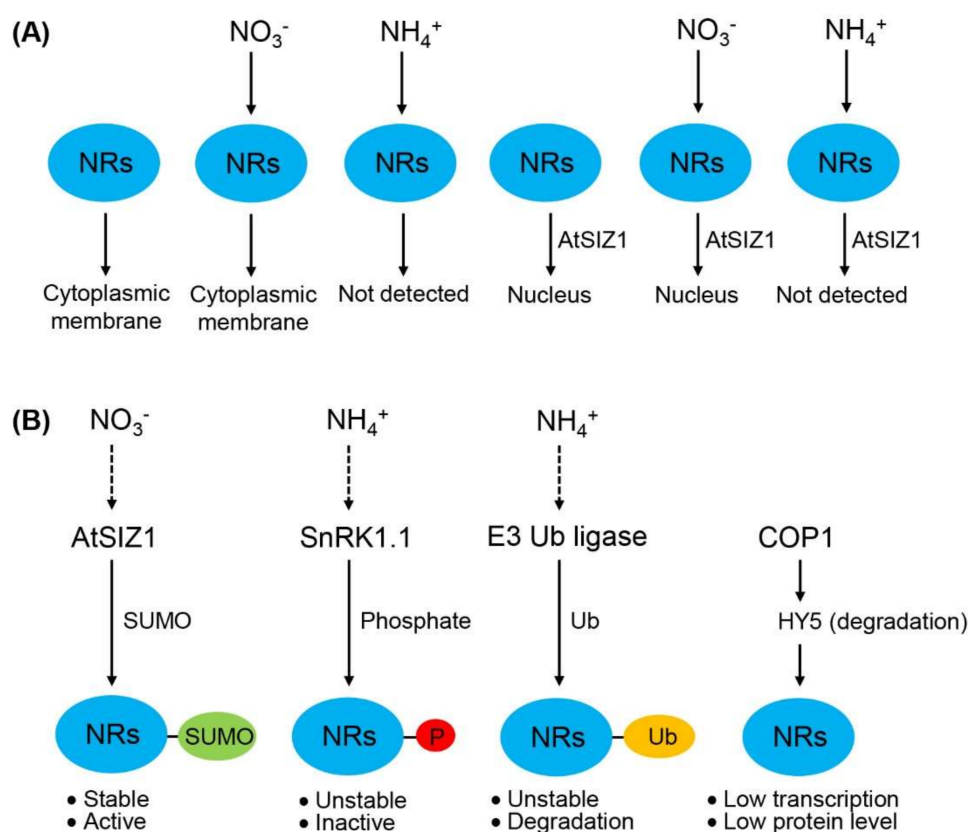 (A)
NO₃⁻ NH₄⁺ NO₃⁻ NH₄⁺
NRs NRs NRs NRs NRs NRs
AtSIZ1 AtSIZ1 AtSIZ1
Cytoplasmic membrane
Cytoplasmic membrane
Not detected
Nucleus
Nucleus
Not detected
(B)
NO₃⁻ NH₄⁺ NH₄⁺
AtSIZ1 SnRK1.1 E3 Ub ligase COP1
SUMO Phosphate Ub HY5 (degradation)
NRs SUMO NRs P NRs Ub NRs
• Stable • Unstable • Unstable • Low transcription
• Active • Inactive • Degradation • Low protein level